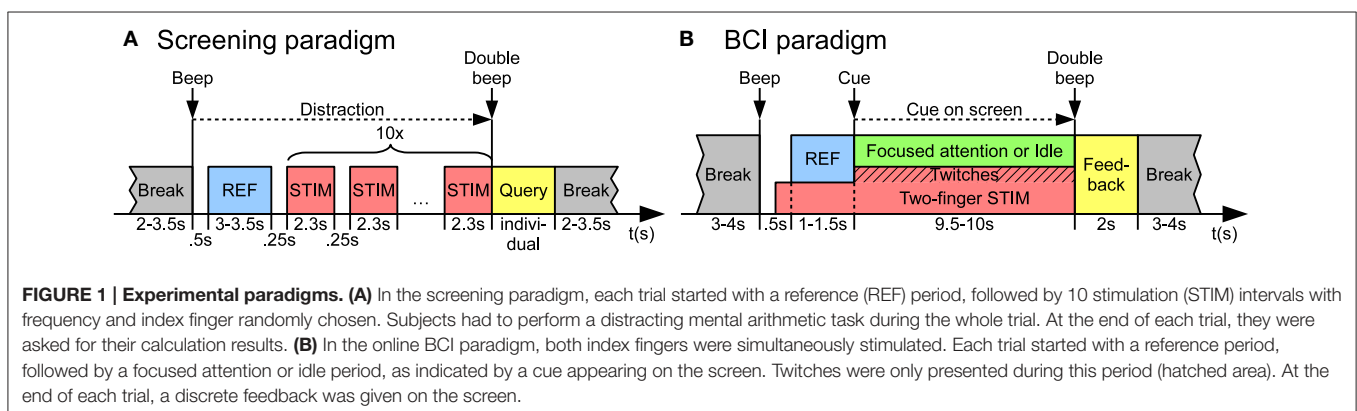 A Screening paradigm
Beep
Double
beep
Distraction
10x
Break
REF
STIM
STIM
...
STIM
Query
Break
2-3.5s
.5s
3-3.5s
.25s
2.3s
.25s
2.3s
2.3s
indivi-
dual
2-3.5s
t(s)
B BCI paradigm
Beep
Cue
Double
beep
Cue on screen
Break
REF
Focused attention or Idle
Twitches
Two-finger STIM
Feed-
back
Break
3-4s
.5s
1-1.5s
9.5-10s
2s
3-4s
t(s)
FIGURE 1 | Experimental paradigms. (A) In the screening paradigm, each trial started with a reference (REF) period, followed by 10 stimulation (STIM) intervals with
frequency and index finger randomly chosen. Subjects had to perform a distracting mental arithmetic task during the whole trial. At the end of each trial, they were
asked for their calculation results. (B) In the online BCI paradigm, both index fingers were simultaneously stimulated. Each trial started with a reference period,
followed by a focused attention or idle period, as indicated by a cue appearing on the screen. Twitches were only presented during this period (hatched area). At the
end of each trial, a discrete feedback was given on the screen.